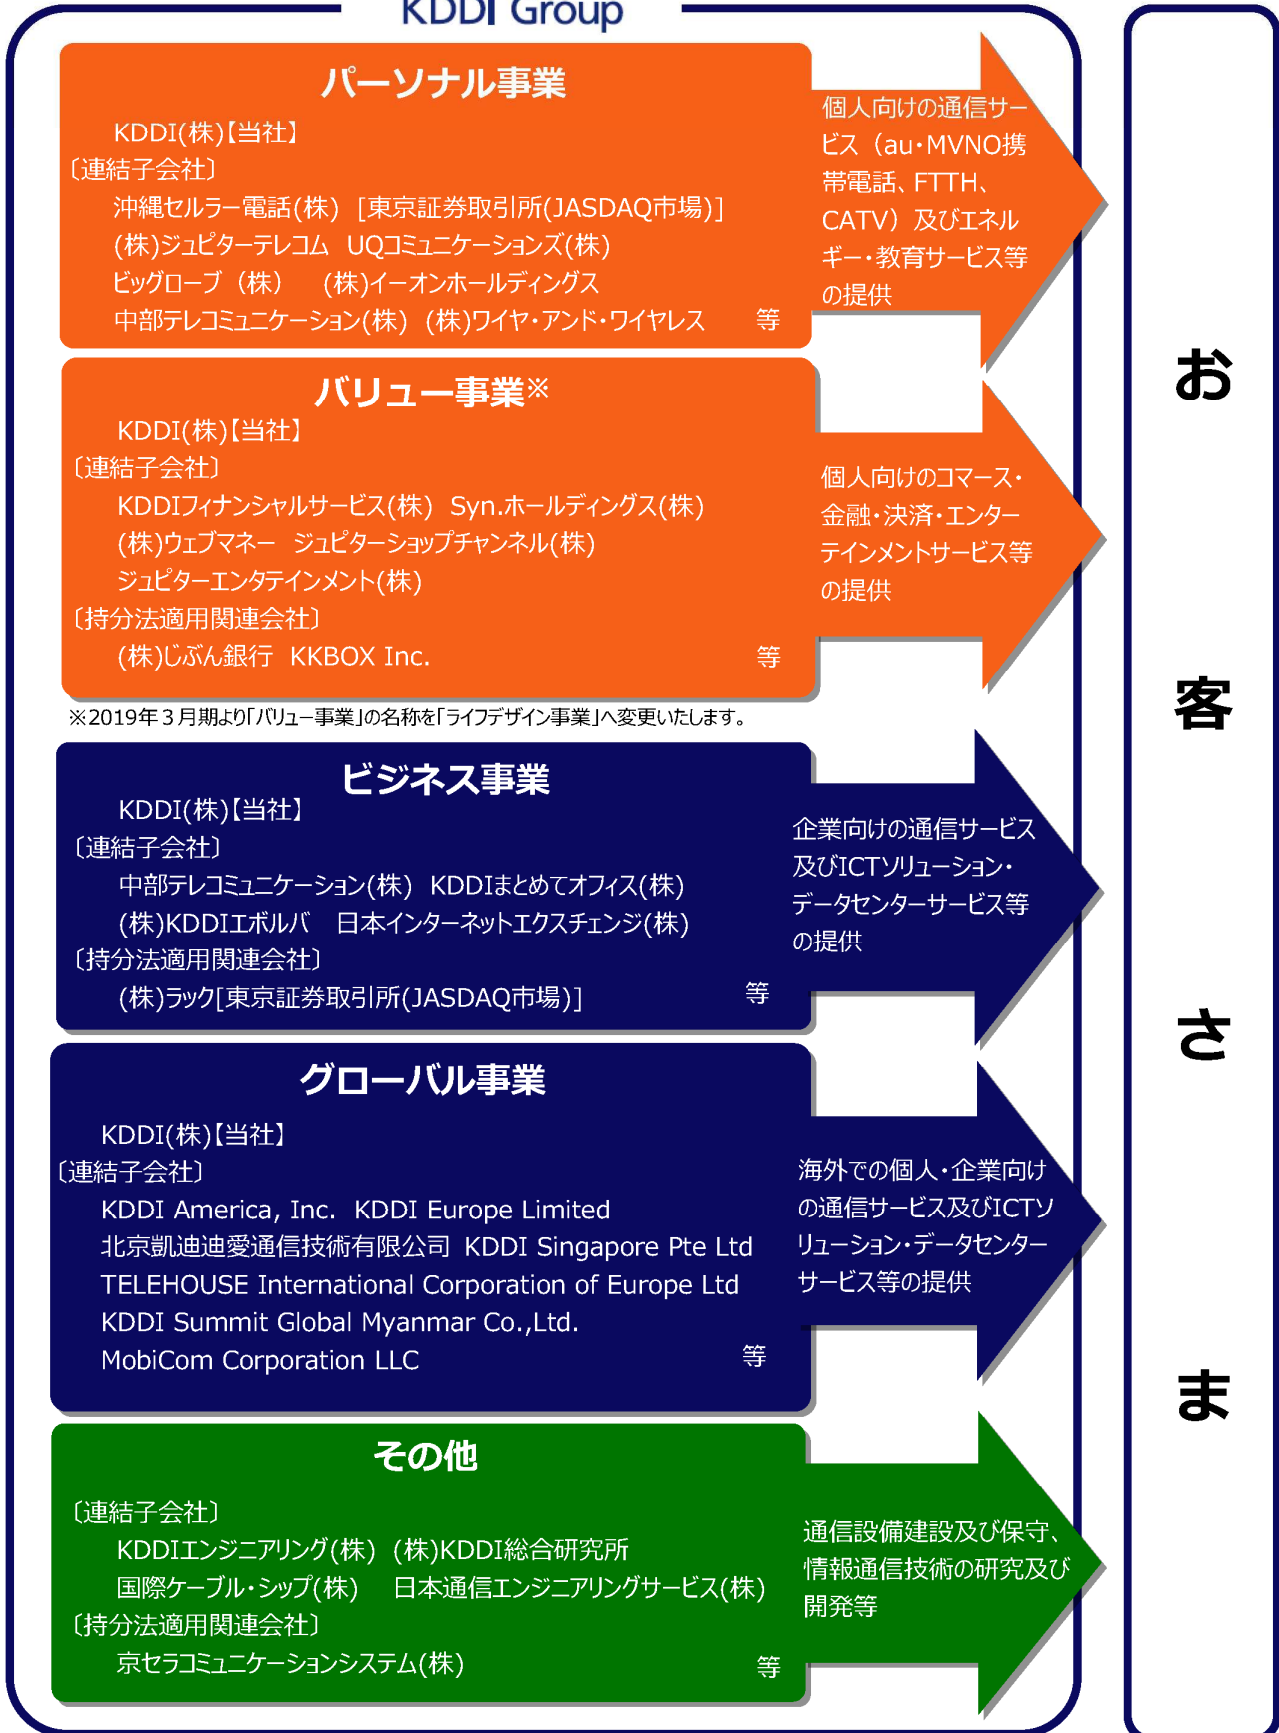 KDDI Group
パーソナル事業
KDDI(株)【当社】
〔連結子会社〕
沖縄セルラー電話(株) [東京証券取引所(JASDAQ市場)]
(株)ジュピターテレコム UQコミュニケーションズ(株)
ビッグローブ（株） (株)イーオンホールディングス
中部テレコミュニケーション(株) (株)ワイヤ・アンド・ワイヤレス 等
個人向けの通信サー
ビス（au・MVNO携
帯電話、FTTH、
CATV）及びエネル
ギー・教育サービス等
の提供
バリュー事業※
KDDI(株)【当社】
〔連結子会社〕
KDDIフィナンシャルサービス(株) Syn.ホールディングス(株)
(株)ウェブマネー ジュピターショップチャンネル(株)
ジュピターエンタテインメント(株)
〔持分法適用関連会社〕
(株)じぶん銀行 KKBOX Inc. 等
個人向けのコマース・
金融・決済・エンター
テインメントサービス等
の提供
※2019年３月期より「バリュー事業」の名称を「ライフデザイン事業」へ変更いたします。
ビジネス事業
KDDI(株)【当社】
〔連結子会社〕
中部テレコミュニケーション(株) KDDIまとめてオフィス(株)
(株)KDDIエボルバ 日本インターネットエクスチェンジ(株)
〔持分法適用関連会社〕
(株)ラック[東京証券取引所(JASDAQ市場)] 等
企業向けの通信サービス
及びICTソリューション・
データセンターサービス等
の提供
グローバル事業
KDDI(株)【当社】
〔連結子会社〕
KDDI America, Inc. KDDI Europe Limited
北京凱迪迪愛通信技術有限公司 KDDI Singapore Pte Ltd
TELEHOUSE International Corporation of Europe Ltd
KDDI Summit Global Myanmar Co.,Ltd.
MobiCom Corporation LLC 等
海外での個人・企業向け
の通信サービス及びICTソ
リューション・データセンター
サービス等の提供
その他
〔連結子会社〕
KDDIエンジニアリング(株) (株)KDDI総合研究所
国際ケーブル・シップ(株) 日本通信エンジニアリングサービス(株)
〔持分法適用関連会社〕
京セラコミュニケーションシステム(株) 等
通信設備建設及び保守、
情報通信技術の研究及び
開発等
お
客
さ
ま